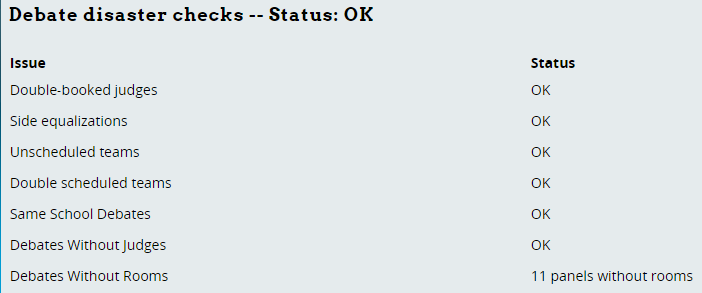 Debate disaster checks -- Status: OK
Issue Status
Double-booked judges OK
Side equalizations OK
Unscheduled teams OK
Double scheduled teams OK
Same School Debates OK
Debates Without Judges OK
Debates Without Rooms 11 panels without rooms